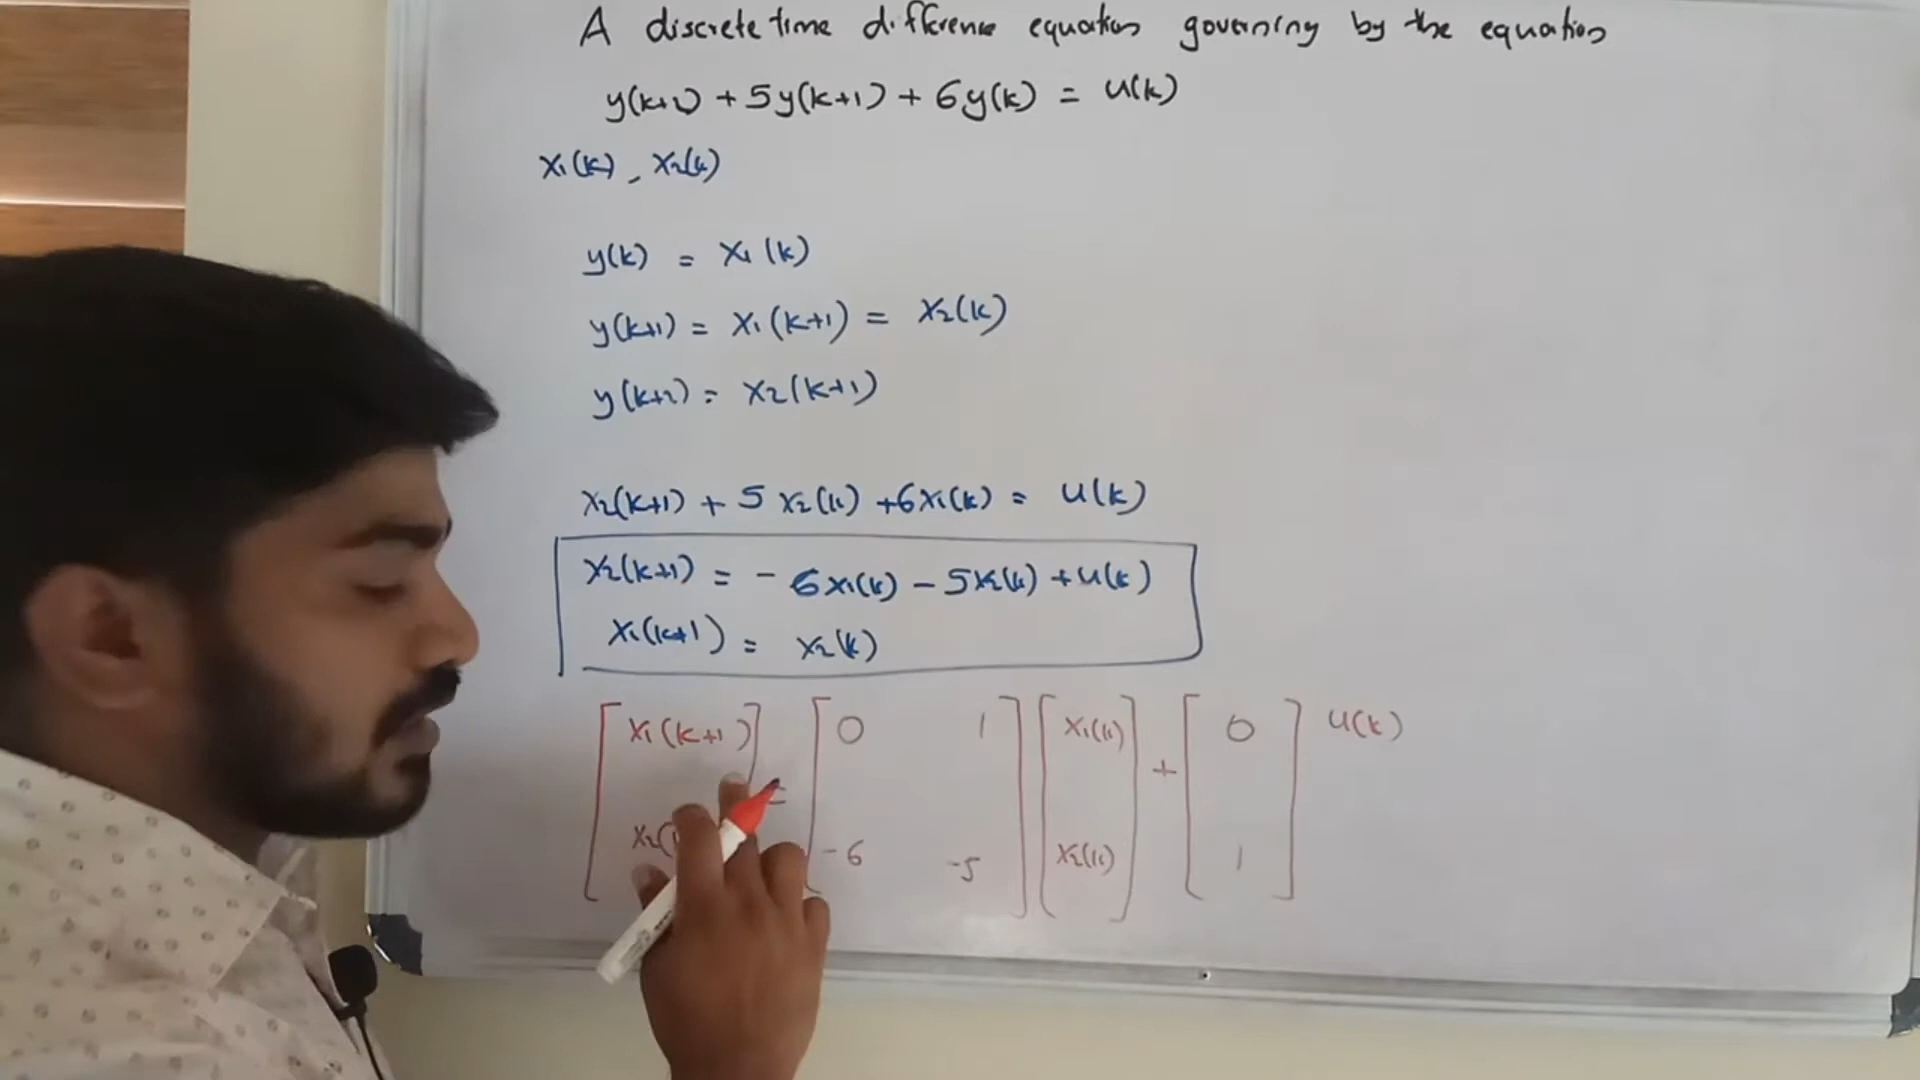 A discrete time difference equation governing by the equation
y(k+2) + 5y(k+1) + 6y(k) = u(k)
x₁(k), x₂(k)
y(k) = x₁(k)
y(k+1) = x₁(k+1) = x₂(k)
y(k+2) = x₂(k+1)
x₂(k+1) + 5x₂(k) + 6x₁(k) = u(k)
x₂(k+1) = - 6x₁(k) - 5x₂(k) + u(k)
x₁(k+1) = x₂(k)
[x₁(k+1)] = [0 1] [x₁(k)] + [0] u(k)
[x₂( [-6 -5] [x₂(k)] [1]